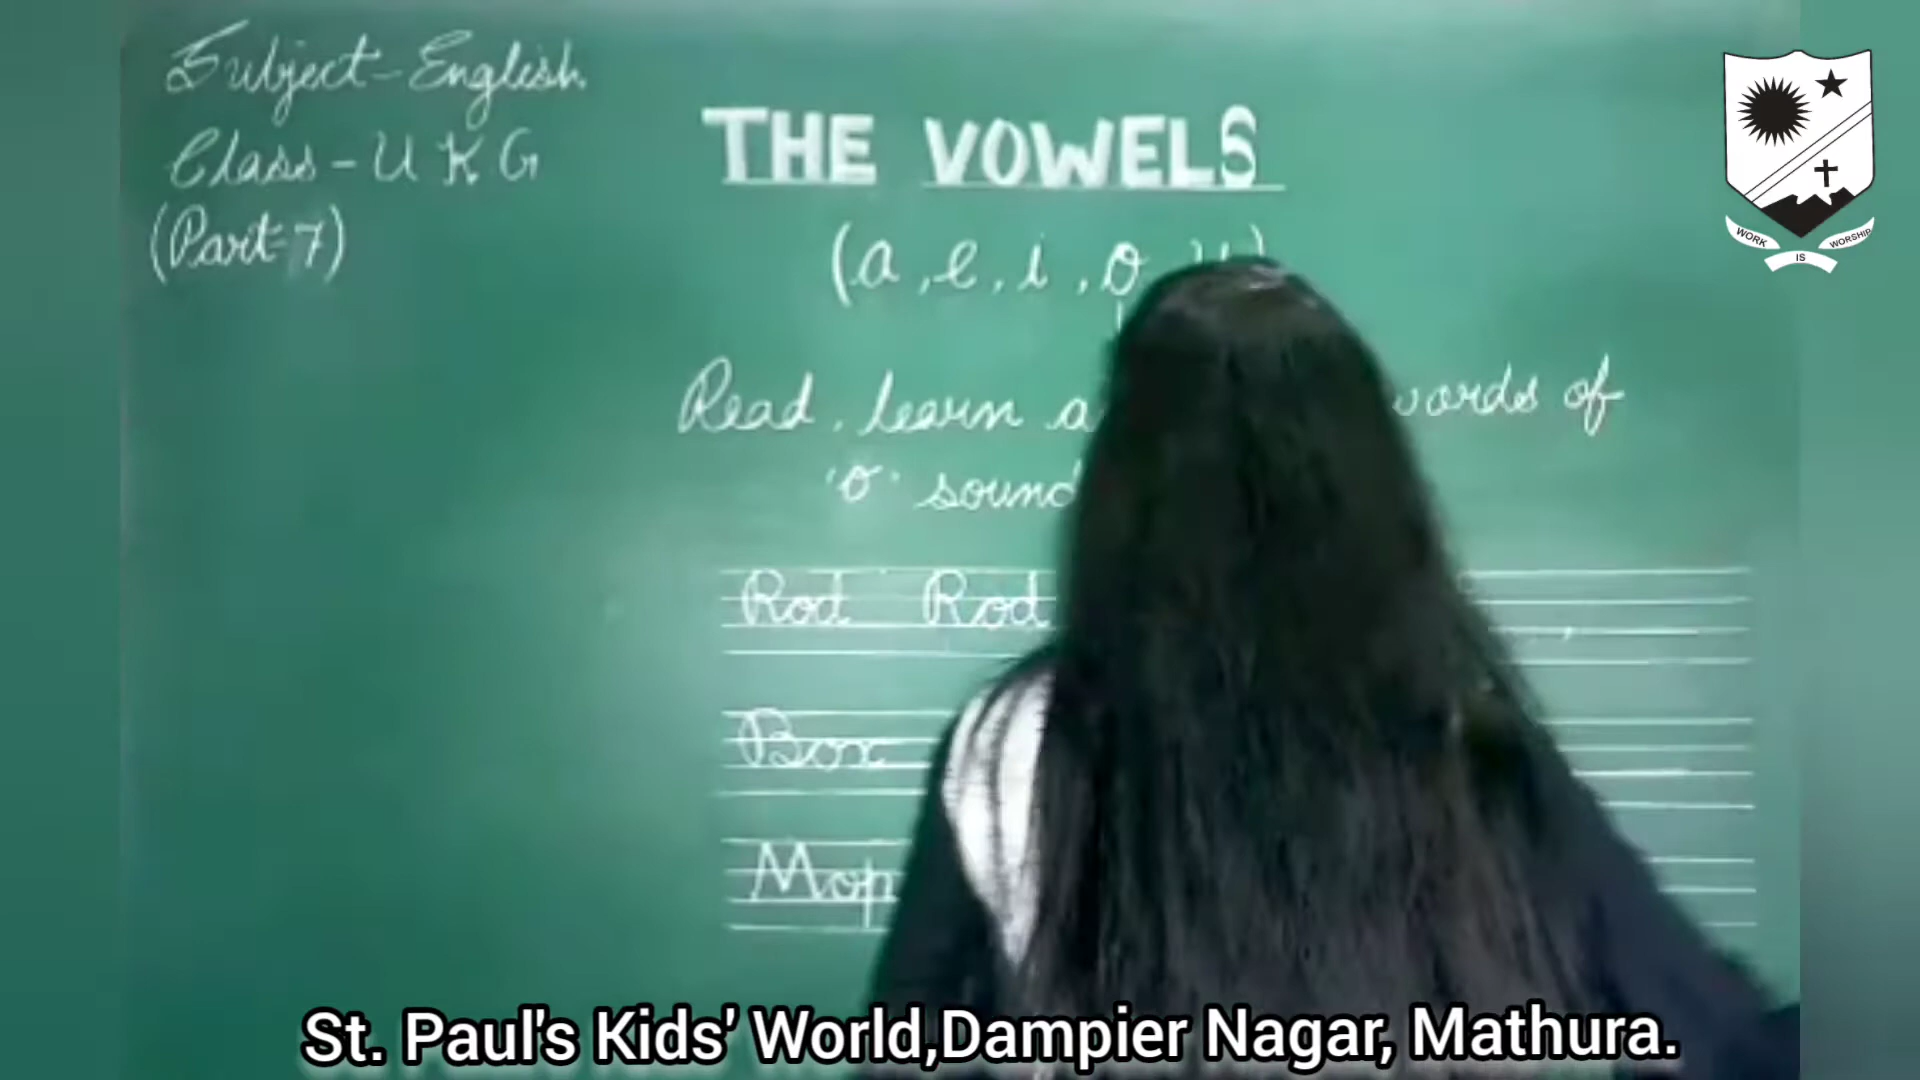 Subject - English
Class - U K G
(Part-7)
THE VOWELS
(a, e, i, o, u)
Read, learn a words of
'o' sound
Rod Rod
Box
Mop
WORK IS WORSHIP
St. Paul's Kids' World,Dampier Nagar, Mathura.